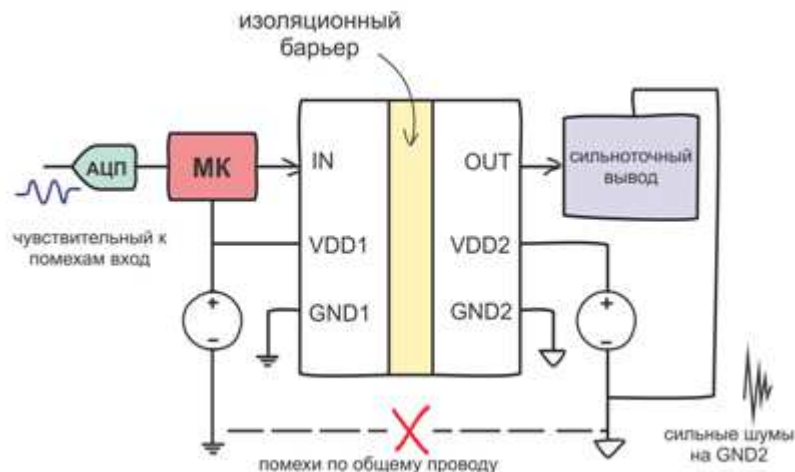 изоляционный
барьер
АЦП
МК
IN
OUT
сильноточный
вывод
чувствительный к
помехам вход
VDD1
VDD2
+
-
GND1
GND2
+
-
сильные шумы
на GND2
помехи по общему проводу